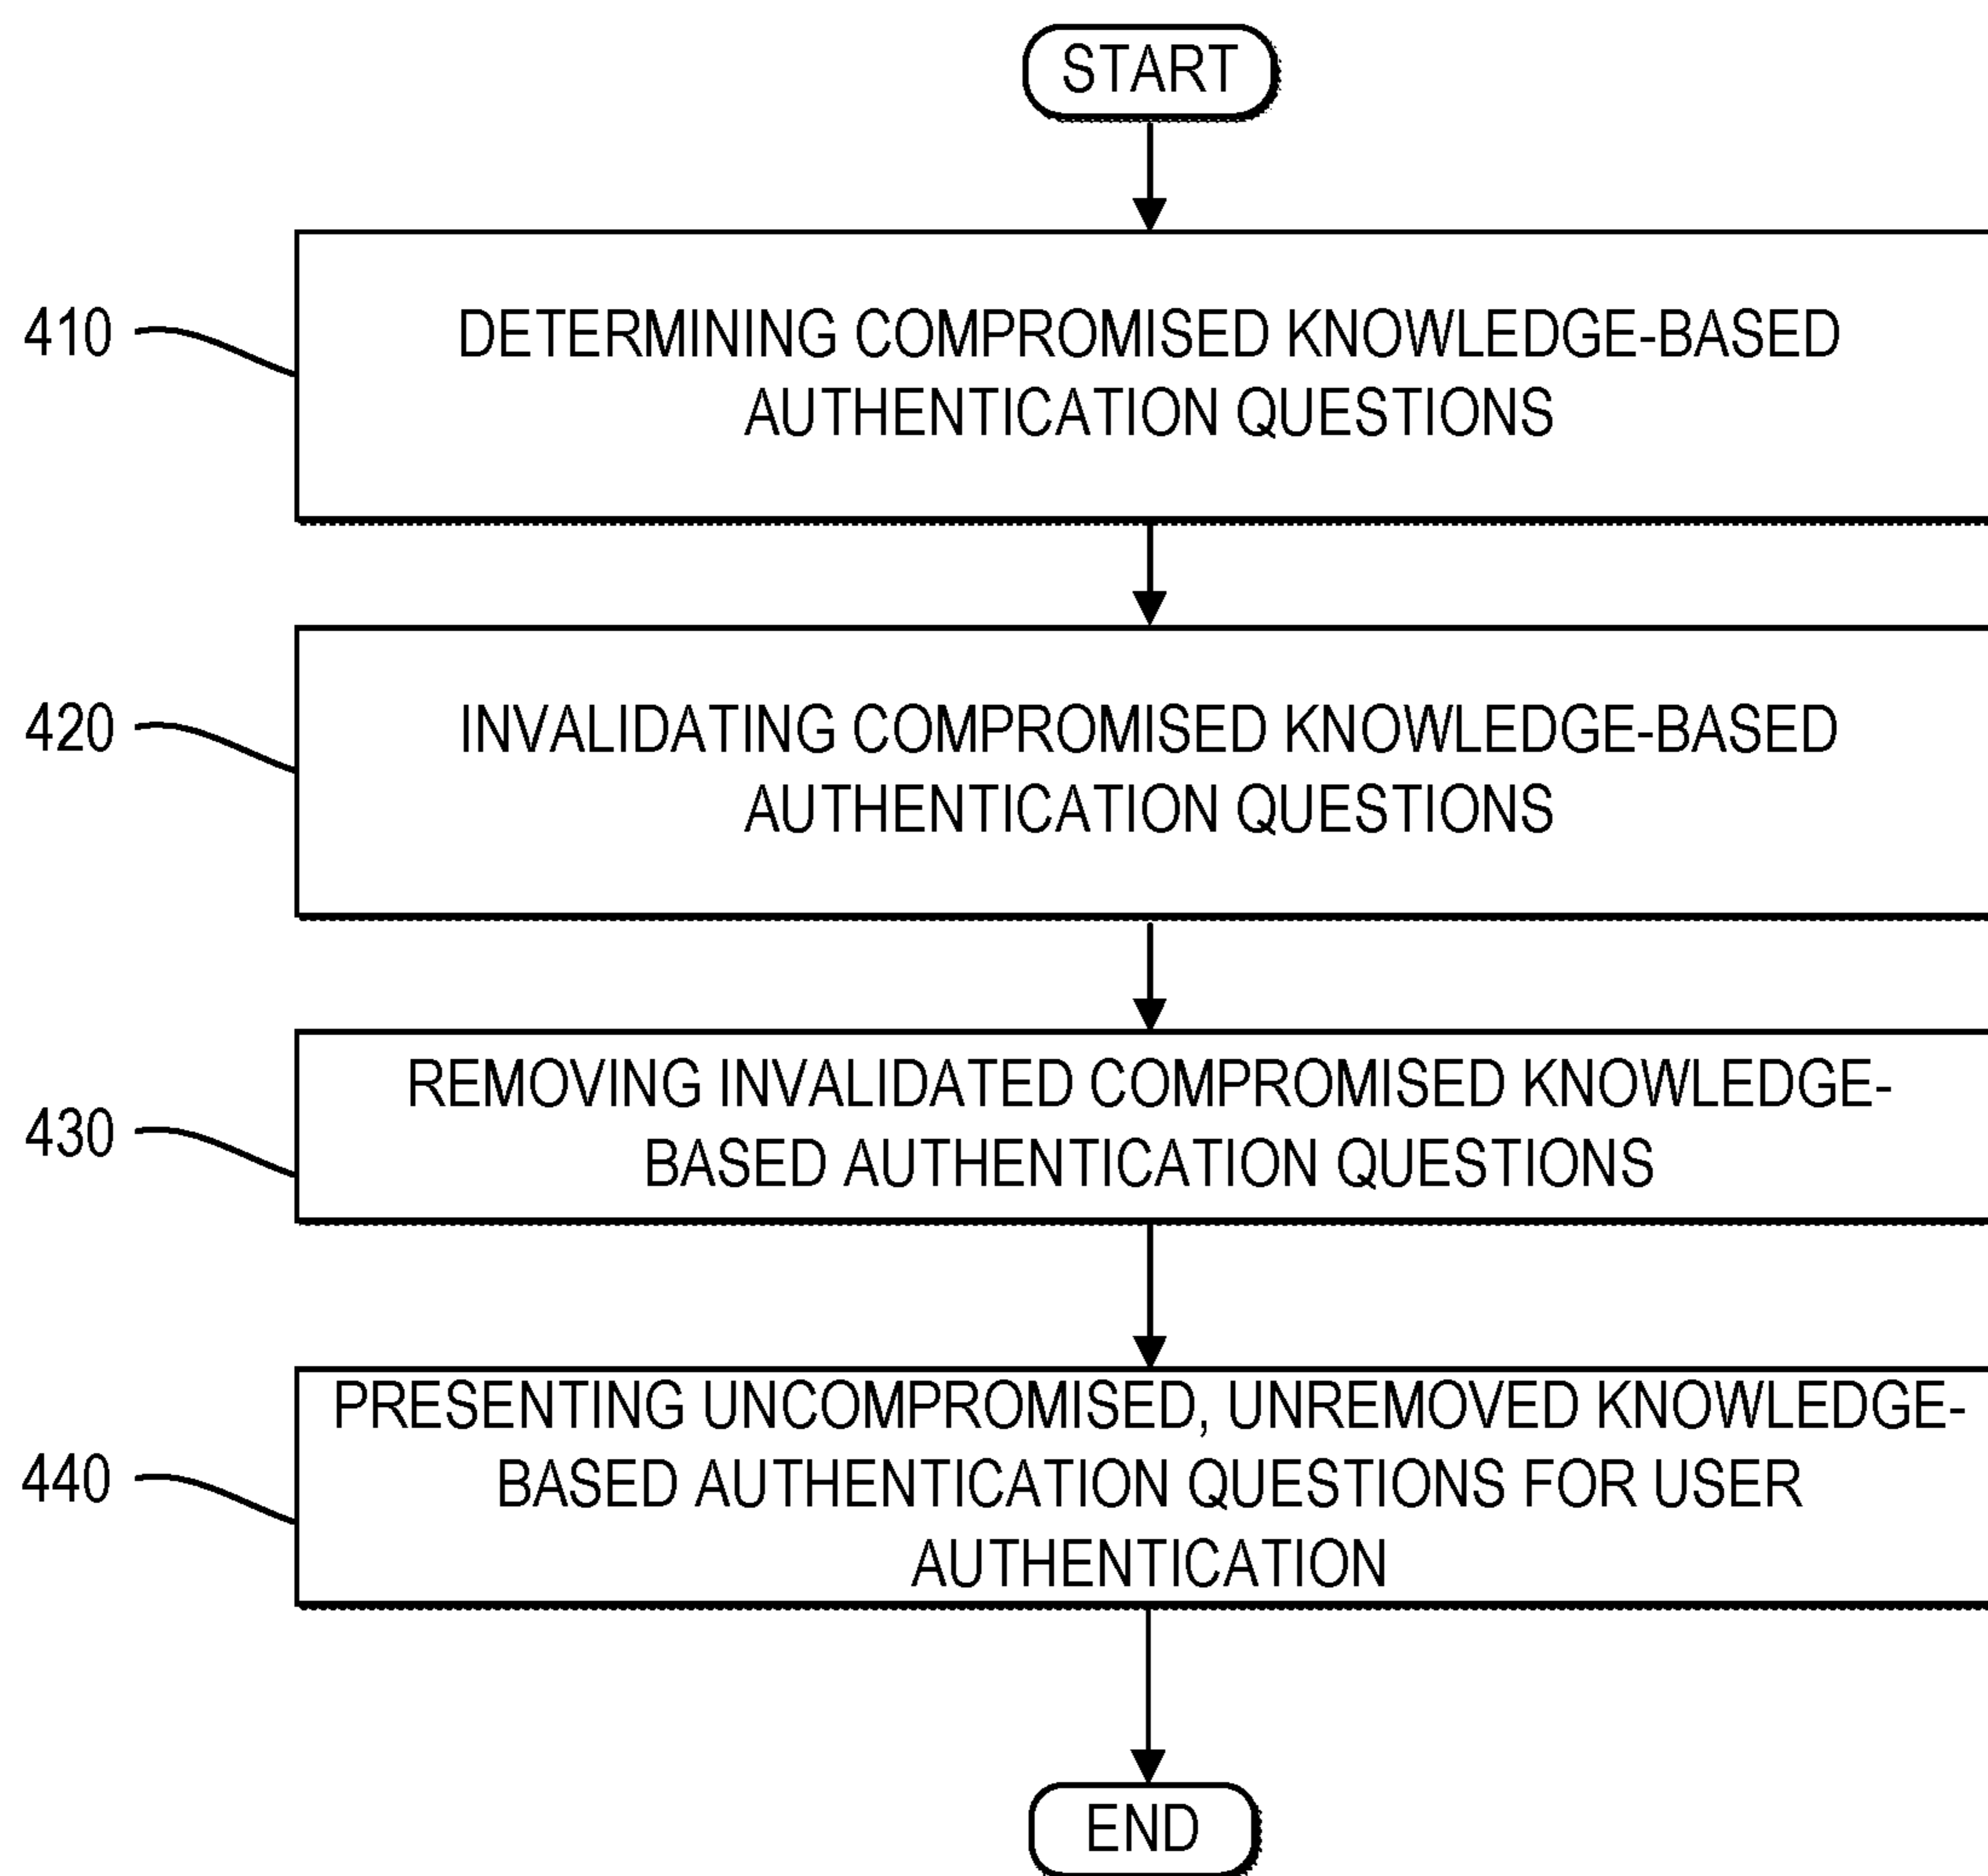 START
410
DETERMINING COMPROMISED KNOWLEDGE-BASED
AUTHENTICATION QUESTIONS
420
INVALIDATING COMPROMISED KNOWLEDGE-BASED
AUTHENTICATION QUESTIONS
430
REMOVING INVALIDATED COMPROMISED KNOWLEDGE-
BASED AUTHENTICATION QUESTIONS
440
PRESENTING UNCOMPROMISED, UNREMOVED KNOWLEDGE-
BASED AUTHENTICATION QUESTIONS FOR USER
AUTHENTICATION
END